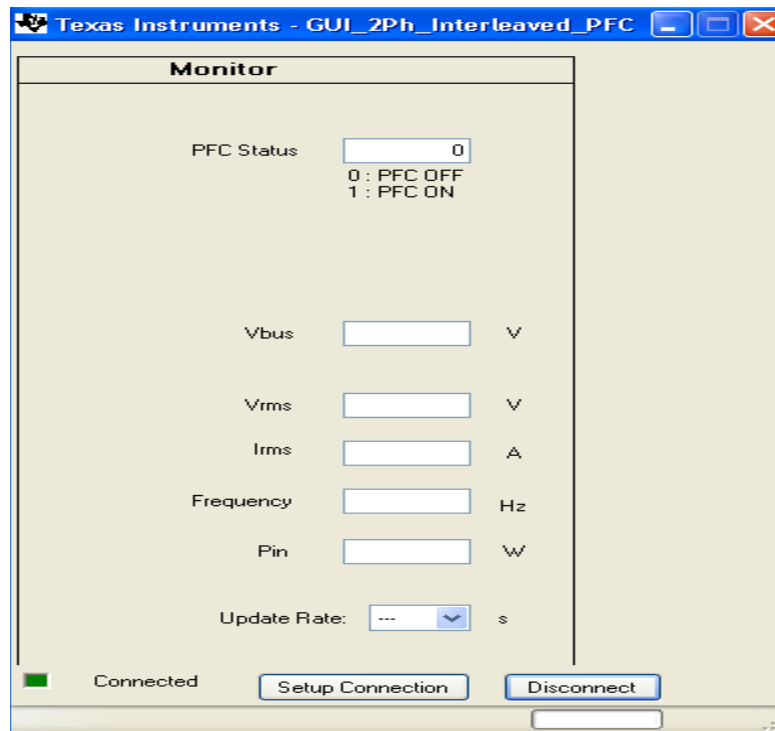 Texas Instruments - GUI_2Ph_Interleaved_PFC
Monitor
PFC Status 0
0 : PFC OFF
1 : PFC ON
Vbus V
Vrms V
Irms A
Frequency Hz
Pin W
Update Rate: --- s
Connected Setup Connection Disconnect